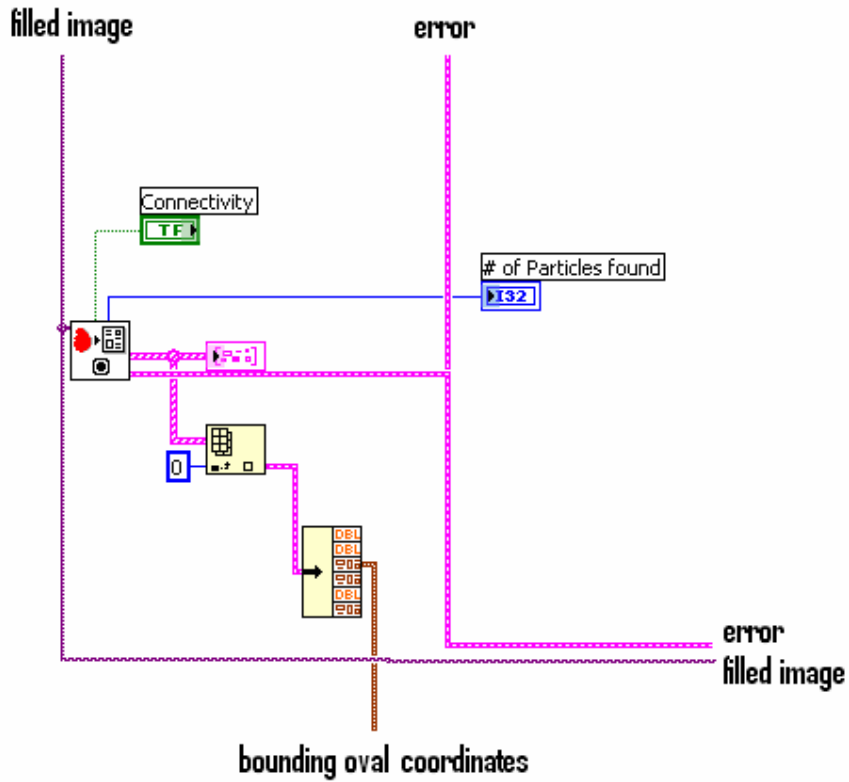 filled image
error
Connectivity
TF
# of Particles found
I32
0
DBL
DBL
DBL
error
filled image
bounding oval coordinates